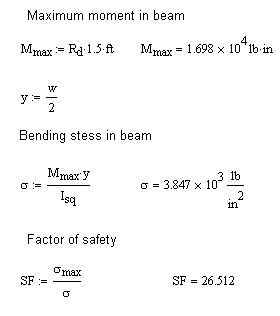 Maximum moment in beam
M_max := R_d·1.5·ft    M_max = 1.698 × 10^4 lb·in
y := w/2
Bending stess in beam
σ := M_max·y / I_sq    σ = 3.847 × 10^3 lb/in^2
Factor of safety
SF := σ_max/σ    SF = 26.512